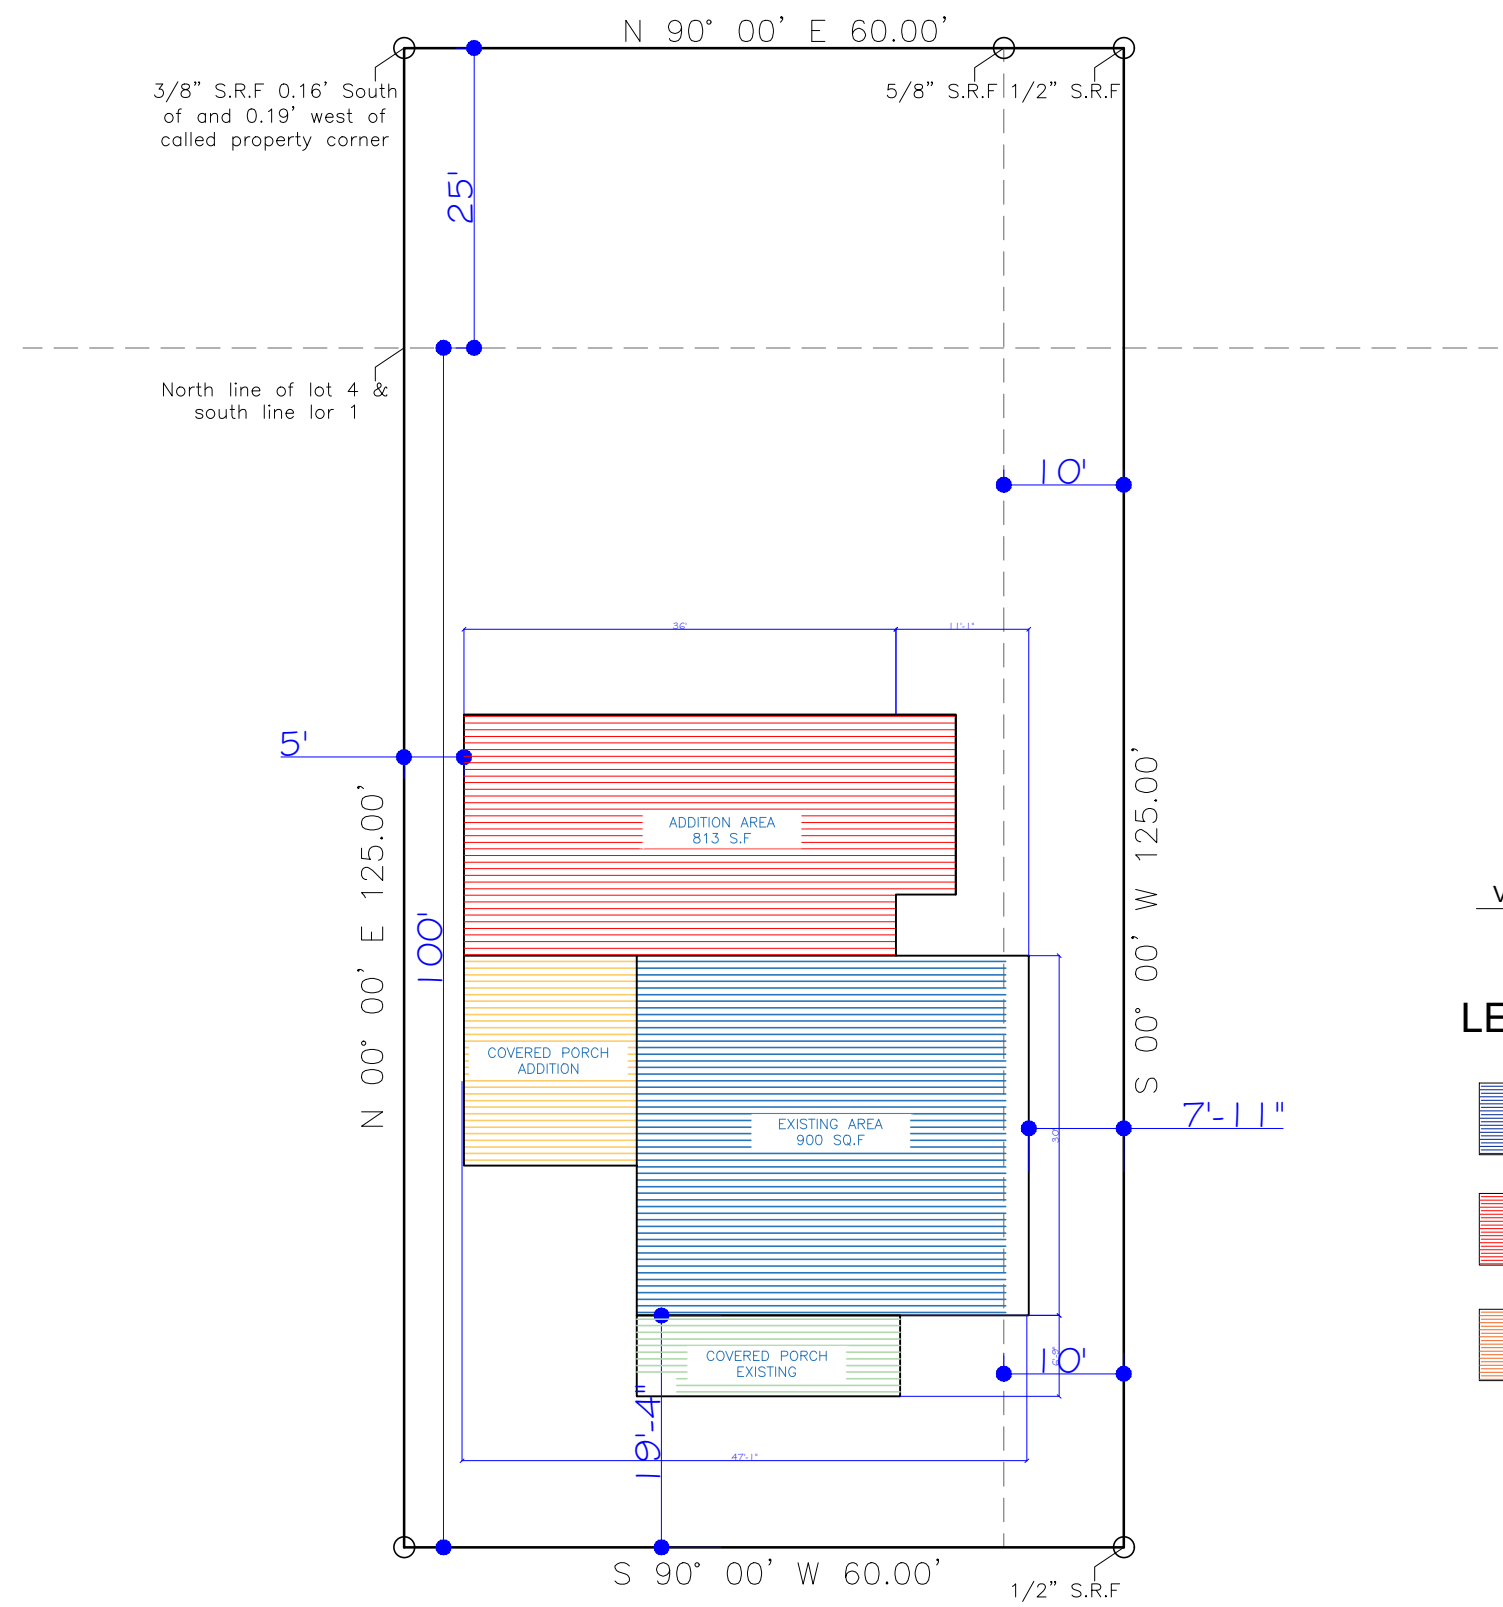 N 90° 00' E 60.00'
3/8" S.R.F 0.16' South
of and 0.19' west of
called property corner
5/8" S.R.F
1/2" S.R.F
25'
North line of lot 4 &
south line lor 1
10'
36'
11'-1"
5'
ADDITION AREA
813 S.F
N 00° 00' E 125.00'
100'
S 00° 00' W 125.00'
LE
COVERED PORCH
ADDITION
EXISTING AREA
900 SQ.F
7'-11"
30'
COVERED PORCH
EXISTING
10'
19'-4"
47'-1"
S 90° 00' W 60.00'
1/2" S.R.F